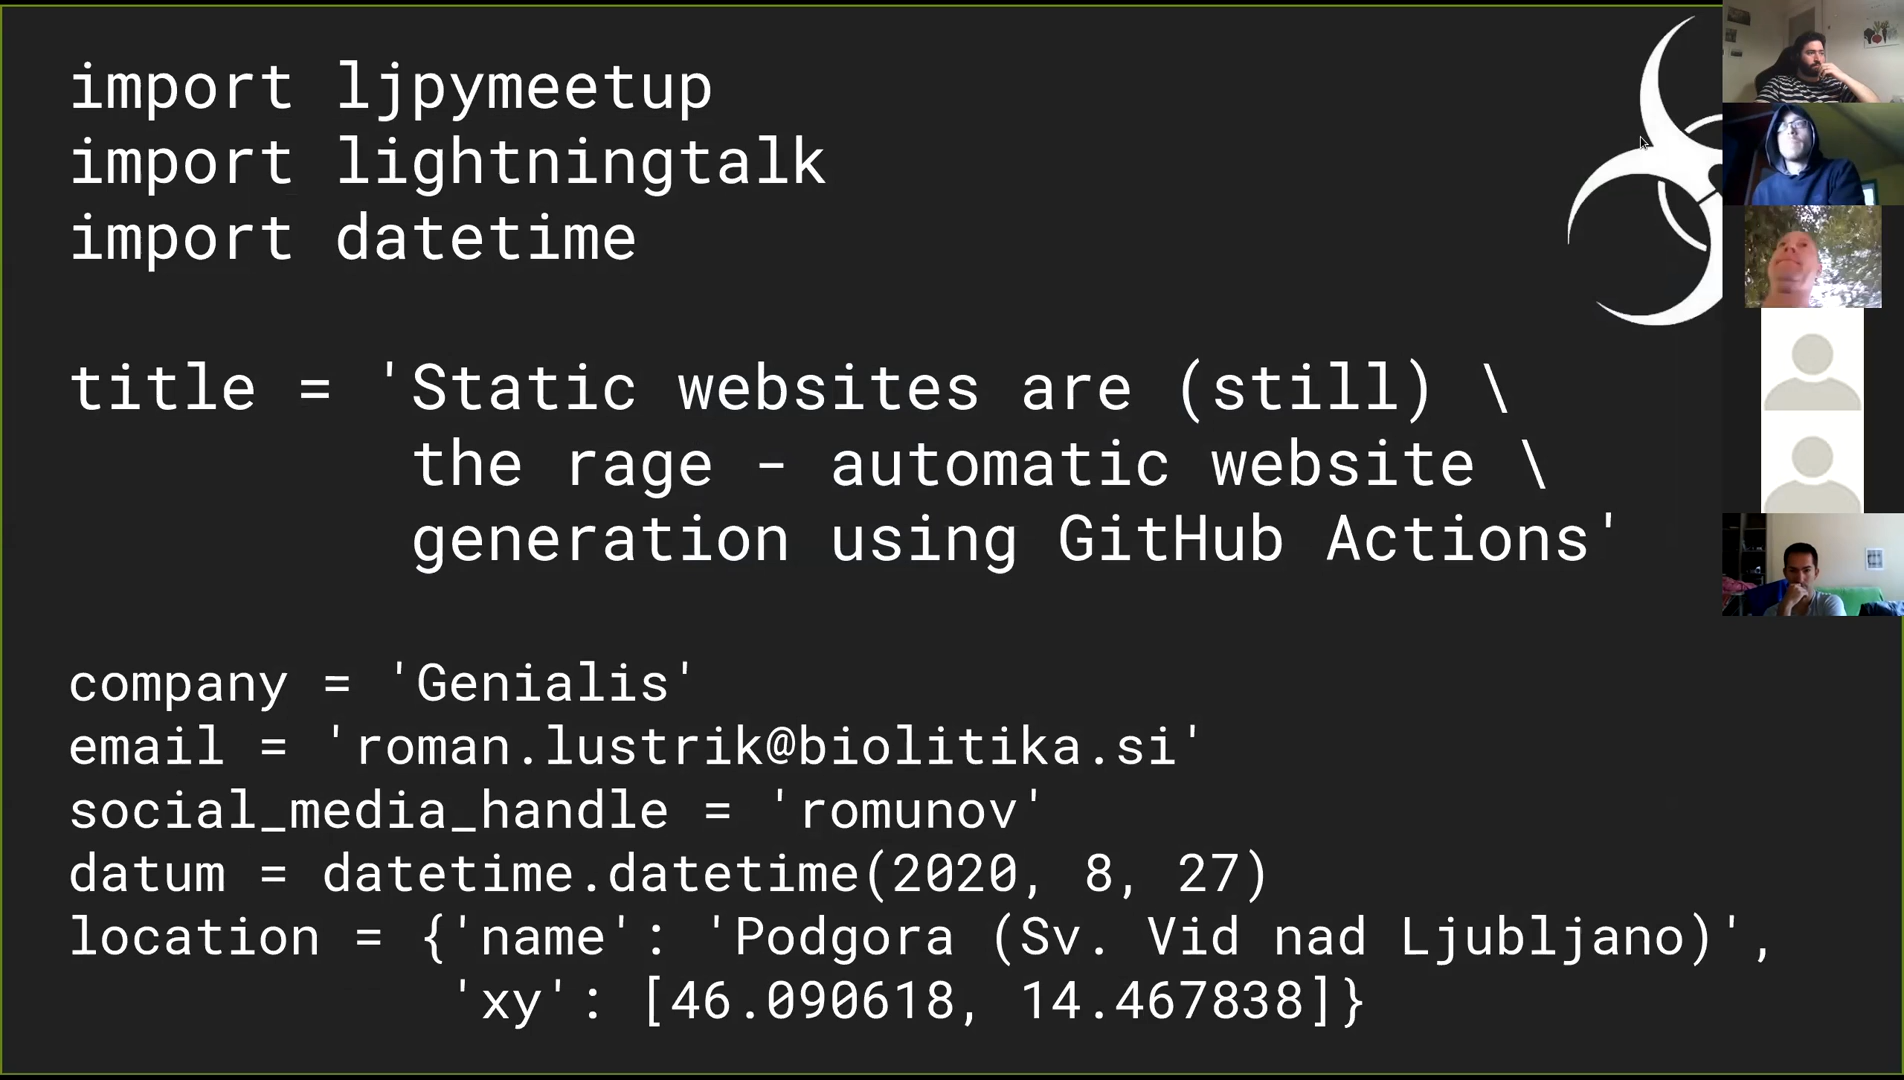 import ljpymeetup
import lightningtalk
import datetime
title = 'Static websites are (still) \
the rage - automatic website \
generation using GitHub Actions'
company = 'Genialis'
email = 'roman.lustrik@biolitika.si'
social_media_handle = 'romunov'
datum = datetime.datetime(2020, 8, 27)
location = {'name': 'Podgora (Sv. Vid nad Ljubljano)',
'xy': [46.090618, 14.467838]}